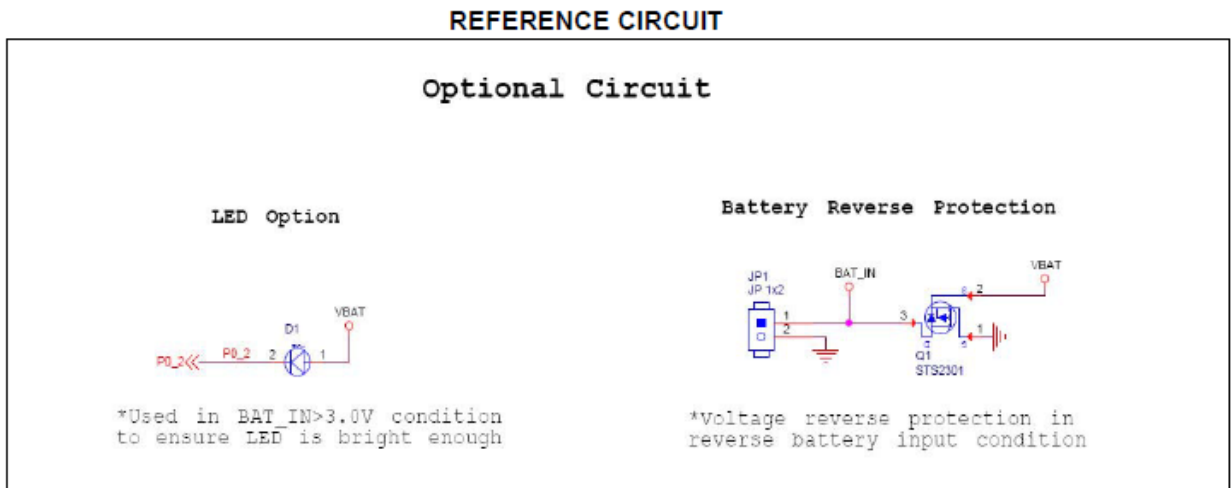 REFERENCE CIRCUIT
Optional Circuit
LED Option
Battery Reverse Protection
JP1
JP 1x2
BAT_IN
VBAT
1
2
3
2
1
Q1
STS2301
VBAT
D1
P0_2
P0_2
2
1
*Used in BAT_IN>3.0V condition
to ensure LED is bright enough
*Voltage reverse protection in
reverse battery input condition